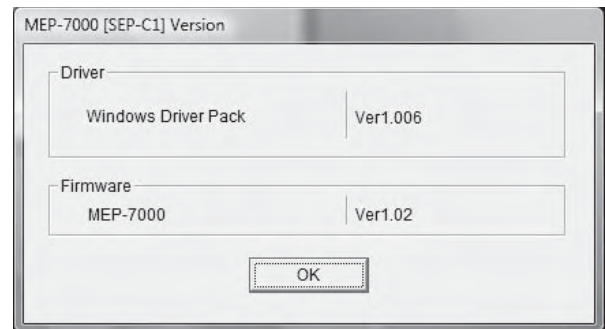 MEP-7000 [SEP-C1] Version
Driver
Windows Driver Pack Ver1.006
Firmware
MEP-7000 Ver1.02
OK